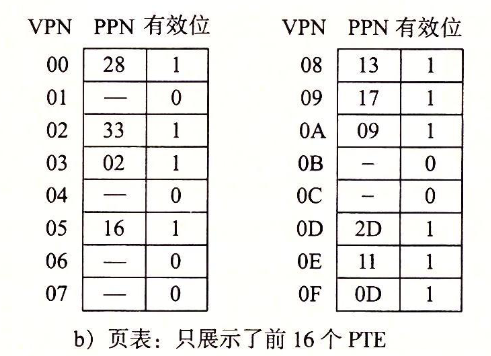 VPN PPN 有效位 VPN PPN 有效位
00 28 1 08 13 1
01 — 0 09 17 1
02 33 1 0A 09 1
03 02 1 0B – 0
04 — 0 0C – 0
05 16 1 0D 2D 1
06 — 0 0E 11 1
07 — 0 0F 0D 1
b）页表：只展示了前 16 个 PTE